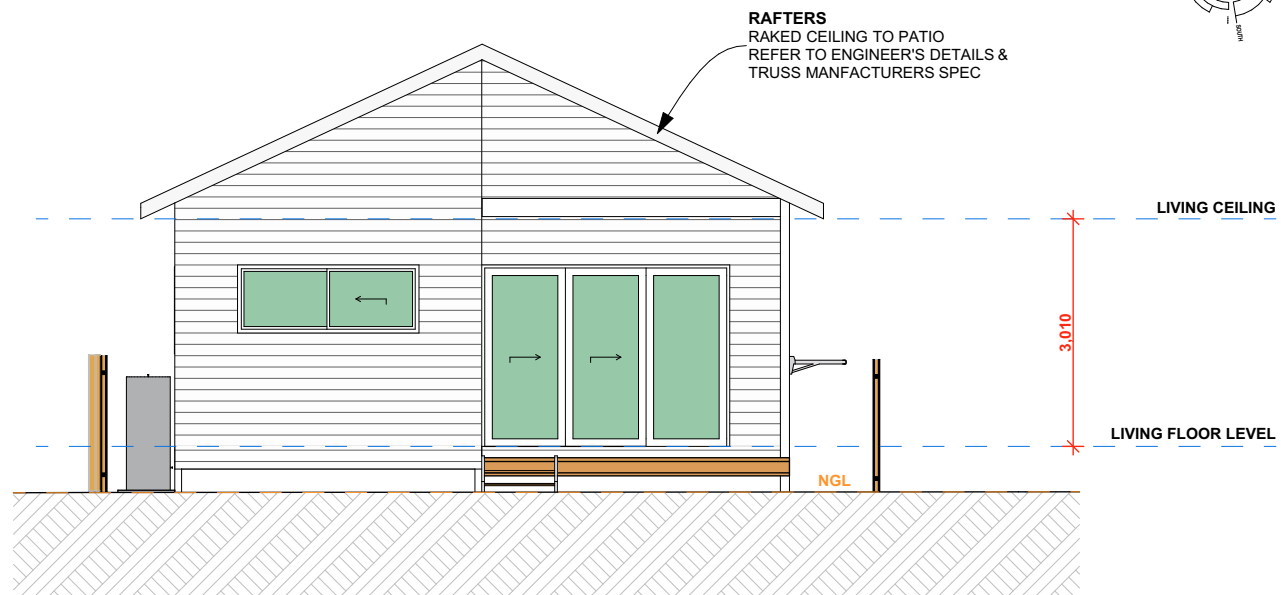 RAFTERS
RAKED CEILING TO PATIO
REFER TO ENGINEER'S DETAILS &
TRUSS MANFACTURERS SPEC
SOUTH
LIVING CEILING
3,010
LIVING FLOOR LEVEL
NGL